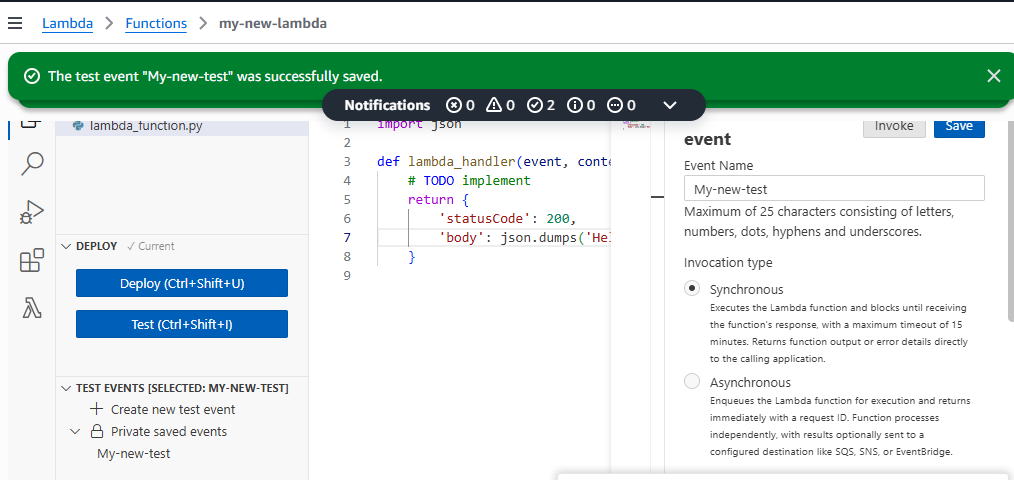 Lambda > Functions > my-new-lambda
The test event "My-new-test" was successfully saved.
Notifications 0 0 2 0 0
lambda_function.py
DEPLOY ✓ Current
Deploy (Ctrl+Shift+U)
Test (Ctrl+Shift+I)
TEST EVENTS [SELECTED: MY-NEW-TEST]
+ Create new test event
Private saved events
My-new-test
1 import json
2
3 def lambda_handler(event, conte
4 # TODO implement
5 return {
6 'statusCode': 200,
7 'body': json.dumps('Hel
8 }
9
event
Invoke
Save
Event Name
My-new-test
Maximum of 25 characters consisting of letters,
numbers, dots, hyphens and underscores.
Invocation type
Synchronous
Executes the Lambda function and blocks until receiving
the function's response, with a maximum timeout of 15
minutes. Returns function output or error details directly
to the calling application.
Asynchronous
Enqueues the Lambda function for execution and returns
immediately with a request ID. Function processes
independently, with results optionally sent to a
configured destination like SQS, SNS, or EventBridge.